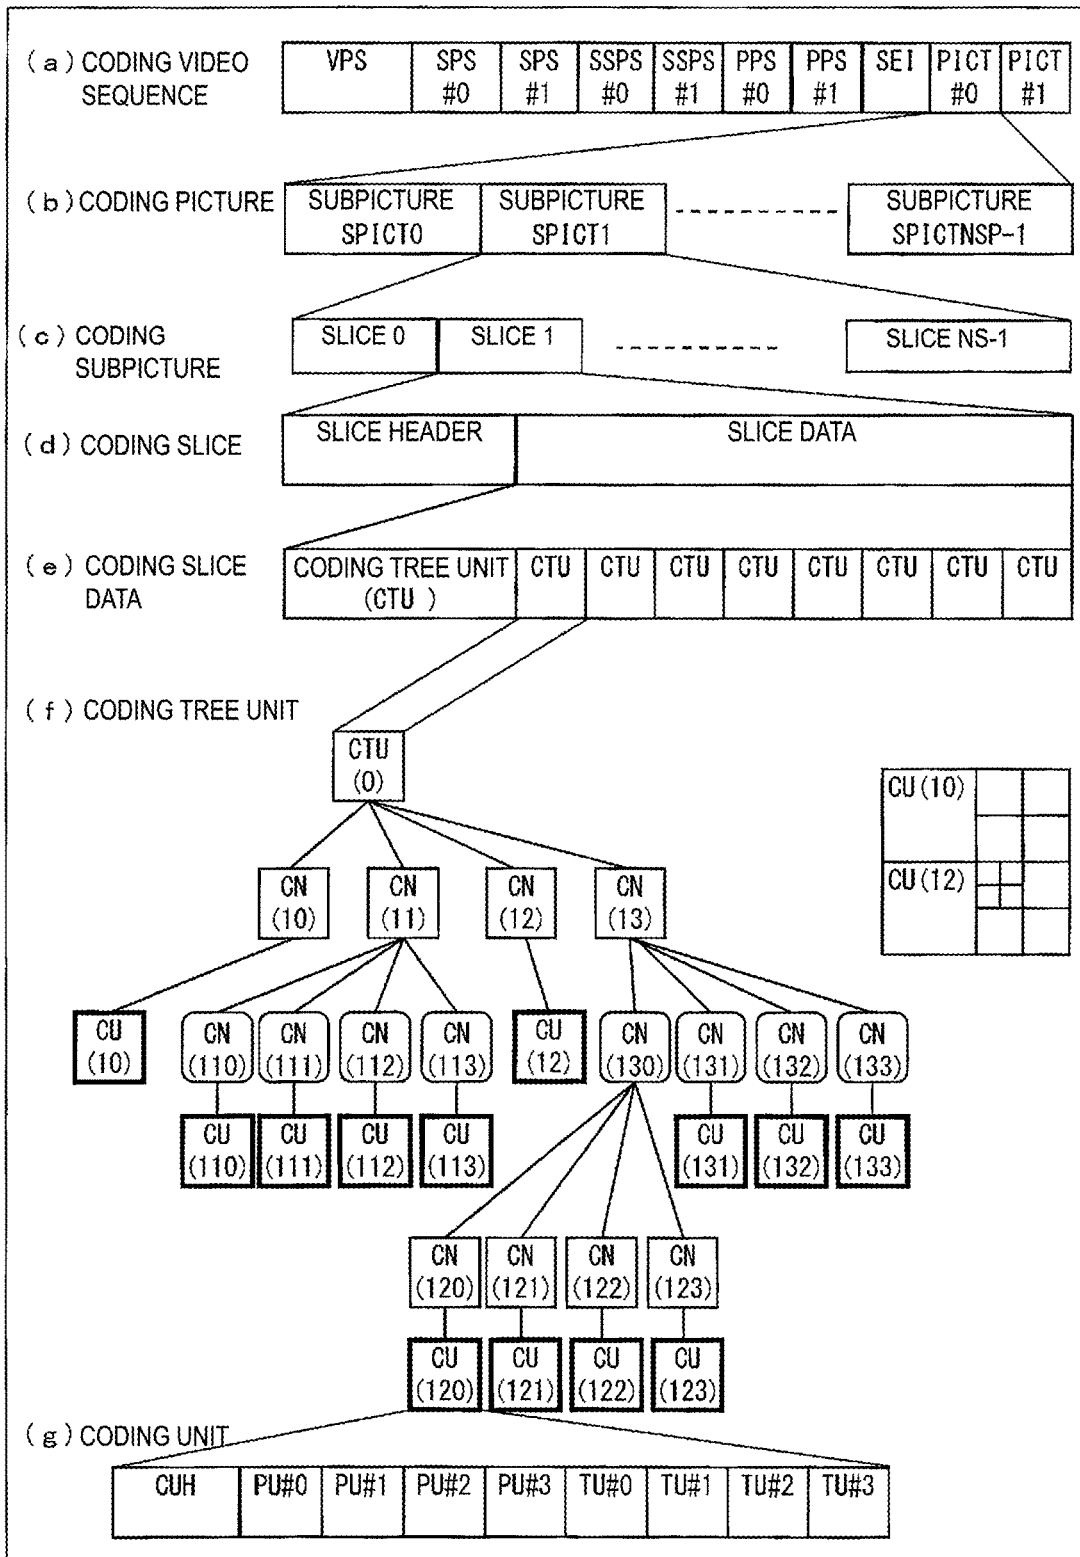 (a) CODING VIDEO SEQUENCE
VPS SPS #0 SPS #1 SSPS #0 SSPS #1 PPS #0 PPS #1 SEI PICT #0 PICT #1
(b) CODING PICTURE
SUBPICTURE SPICT0 SUBPICTURE SPICT1 SUBPICTURE SPICTNSP-1
(c) CODING SUBPICTURE
SLICE 0 SLICE 1 SLICE NS-1
(d) CODING SLICE
SLICE HEADER SLICE DATA
(e) CODING SLICE DATA
CODING TREE UNIT (CTU ) CTU CTU CTU CTU CTU CTU CTU CTU
(f) CODING TREE UNIT
CTU (0)
CU(10)
CU(12)
CN (10) CN (11) CN (12) CN (13)
CU (10) CN (110) CN (111) CN (112) CN (113) CU (12) CN (130) CN (131) CN (132) CN (133)
CU (110) CU (111) CU (112) CU (113) CU (131) CU (132) CU (133)
CN (120) CN (121) CN (122) CN (123)
CU (120) CU (121) CU (122) CU (123)
(g) CODING UNIT
CUH PU#0 PU#1 PU#2 PU#3 TU#0 TU#1 TU#2 TU#3